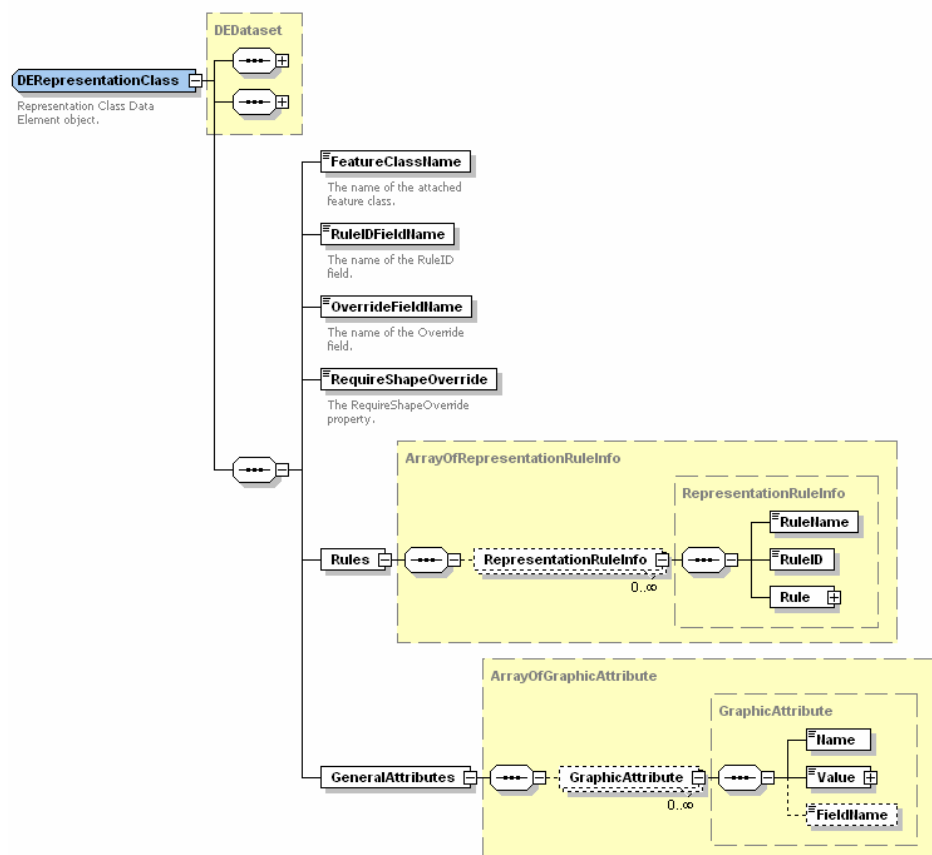 DEDataset
DERepresentationClass
Representation Class Data
Element object.
FeatureClassName
The name of the attached
feature class.
RuleIDFieldName
The name of the RuleID
field.
OverrideFieldName
The name of the Override
field.
RequireShapeOverride
The RequireShapeOverride
property.
ArrayOfRepresentationRuleInfo
RepresentationRuleInfo
RuleName
Rules
RepresentationRuleInfo
0..∞
RuleID
Rule
ArrayOfGraphicAttribute
GraphicAttribute
Name
GeneralAttributes
GraphicAttribute
0..∞
Value
FieldName